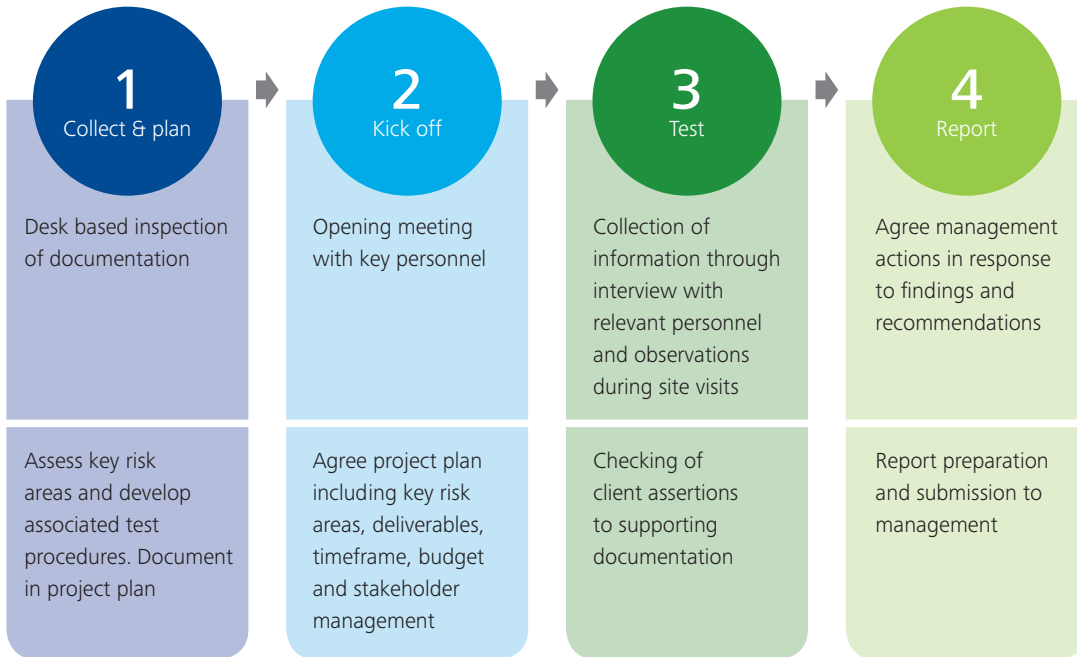 1
Collect & plan
Desk based inspection
of documentation
Assess key risk
areas and develop
associated test
procedures. Document
in project plan
2
Kick off
Opening meeting
with key personnel
Agree project plan
including key risk
areas, deliverables,
timeframe, budget
and stakeholder
management
3
Test
Collection of
information through
interview with
relevant personnel
and observations
during site visits
Checking of
client assertions
to supporting
documentation
4
Report
Agree management
actions in response
to findings and
recommendations
Report preparation
and submission to
management